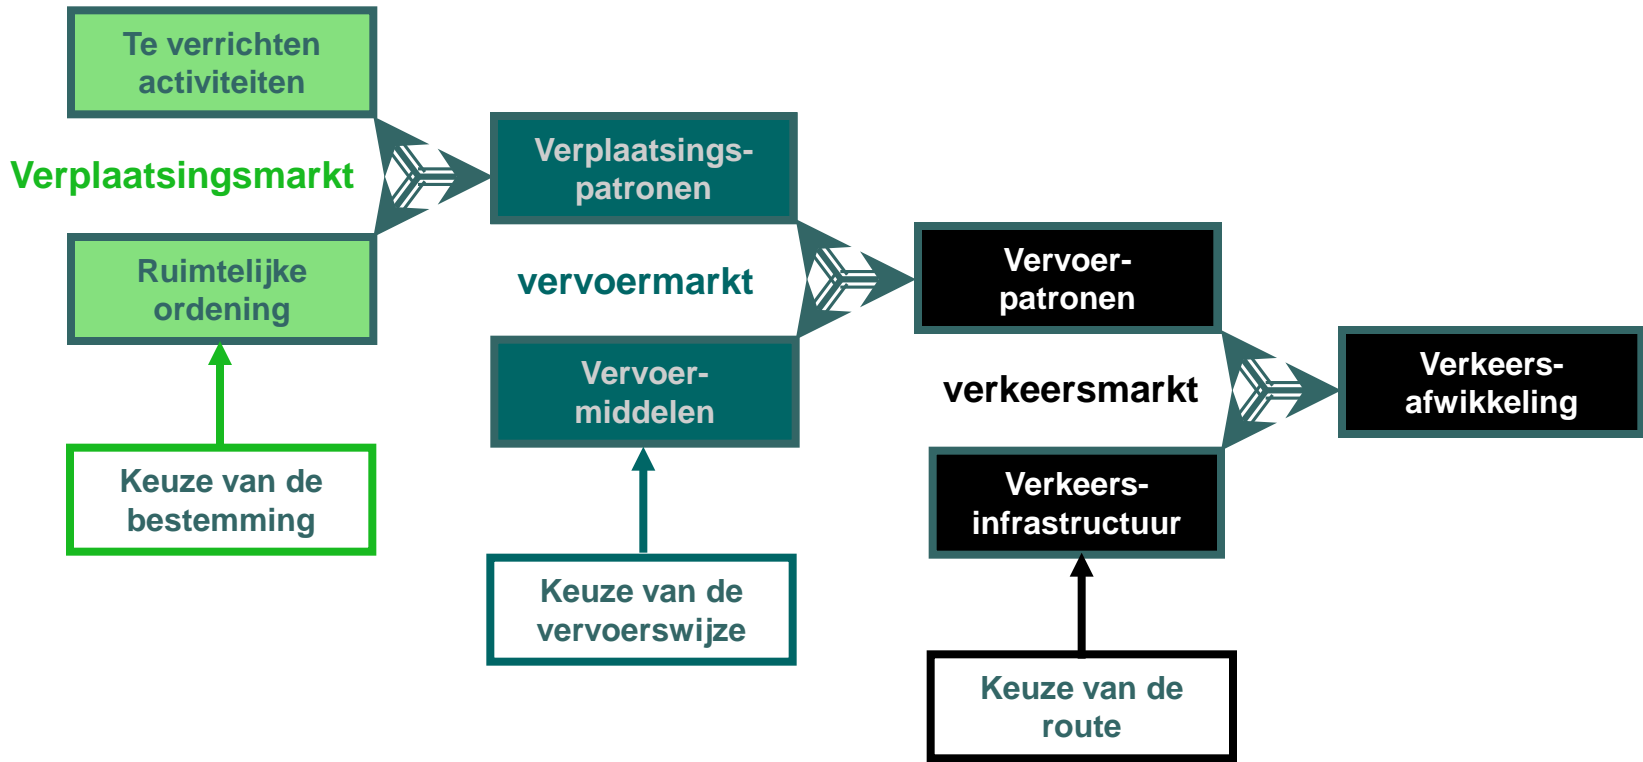 Te verrichten
activiteiten
Verplaatsingsmarkt
Ruimtelijke
ordening
Keuze van de
bestemming
Verplaatsings-
patronen
vervoermarkt
Vervoer-
middelen
Keuze van de
vervoerswijze
Vervoer-
patronen
verkeersmarkt
Verkeers-
infrastructuur
Keuze van de
route
Verkeers-
afwikkeling